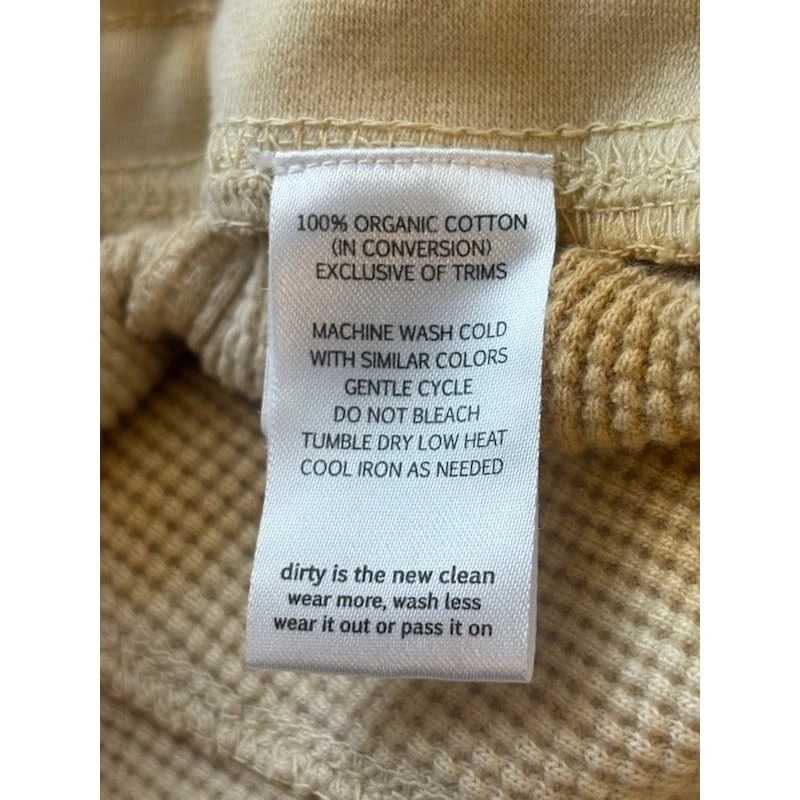 100% ORGANIC COTTON
(IN CONVERSION)
EXCLUSIVE OF TRIMS
MACHINE WASH COLD
WITH SIMILAR COLORS
GENTLE CYCLE
DO NOT BLEACH
TUMBLE DRY LOW HEAT
COOL IRON AS NEEDED
dirty is the new clean
wear more, wash less
wear it out or pass it on